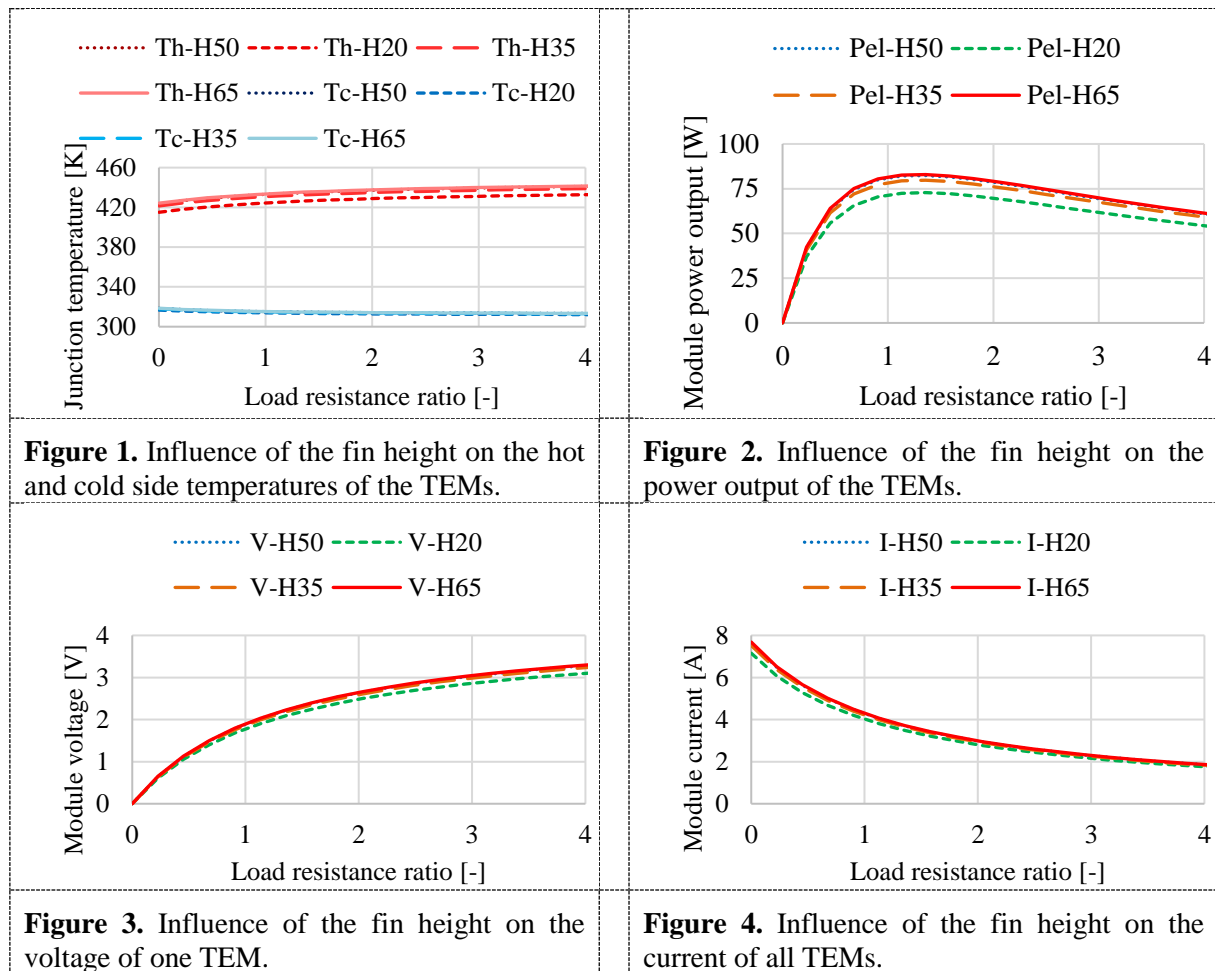 Th-H50 Th-H20 Th-H35
Th-H65 Tc-H50 Tc-H20
Tc-H35 Tc-H65
Junction temperature [K]
460
420
380
340
300
0 1 2 3 4
Load resistance ratio [-]
Pel-H50 Pel-H20
Pel-H35 Pel-H65
Module power output [W]
100
75
50
25
0
0 1 2 3 4
Load resistance ratio [-]
Figure 1. Influence of the fin height on the hot
and cold side temperatures of the TEMs.
Figure 2. Influence of the fin height on the
power output of the TEMs.
V-H50 V-H20
V-H35 V-H65
Module voltage [V]
4
3
2
1
0
0 1 2 3 4
Load resistance ratio [-]
I-H50 I-H20
I-H35 I-H65
Module current [A]
8
6
4
2
0
0 1 2 3 4
Load resistance ratio [-]
Figure 3. Influence of the fin height on the
voltage of one TEM.
Figure 4. Influence of the fin height on the
current of all TEMs.